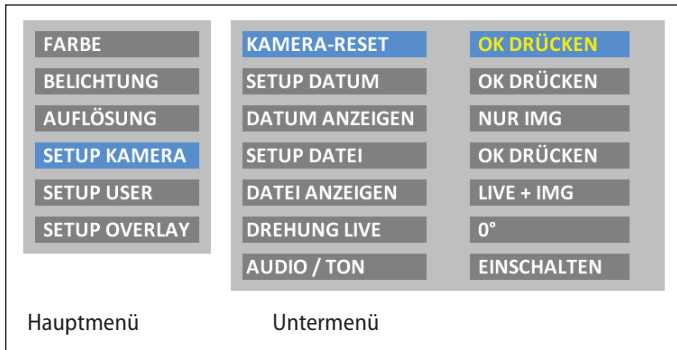 FARBE
BELICHTUNG
AUFLÖSUNG
SETUP KAMERA
SETUP USER
SETUP OVERLAY
KAMERA-RESET OK DRÜCKEN
SETUP DATUM OK DRÜCKEN
DATUM ANZEIGEN NUR IMG
SETUP DATEI OK DRÜCKEN
DATEI ANZEIGEN LIVE + IMG
DREHUNG LIVE 0°
AUDIO / TON EINSCHALTEN
Hauptmenü Untermenü